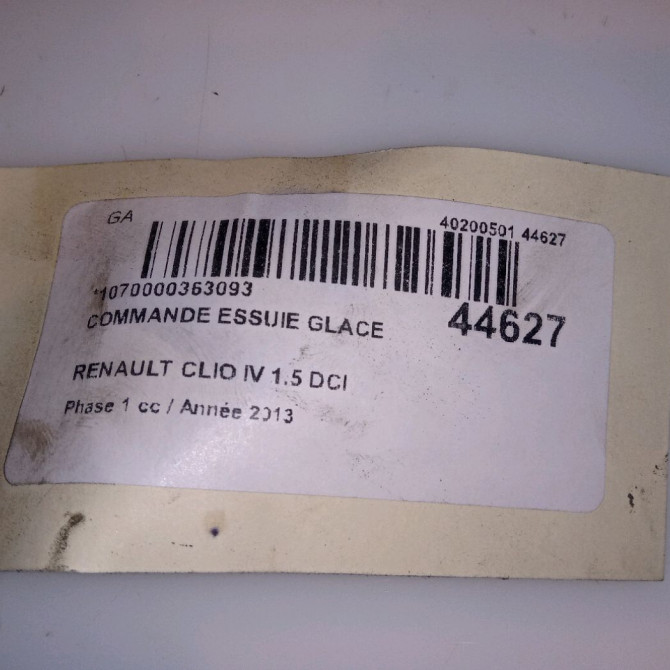 GA
40200501 44627
*1070000363093
COMMANDE ESSUIE GLACE
44627
RENAULT CLIO IV 1.5 DCI
Phase 1 cc / Année 2013